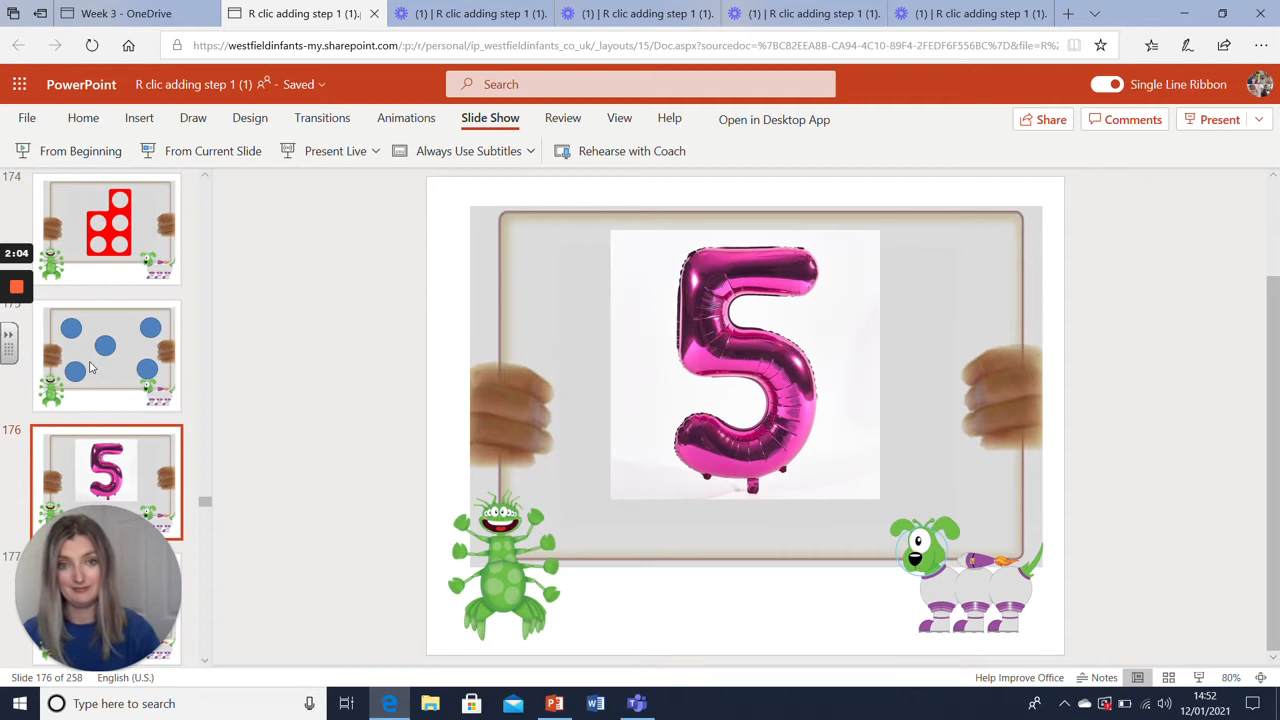 Week 3 - OneDrive
R clic adding step 1 (1).
(1) | R clic adding step 1 (1).
(1) | R clic adding step 1 (1).
(1) | R clic adding step 1 (1).
(1) | R clic adding step 1 (1).
https://westfieldinfants-my.sharepoint.com/:p:/r/personal/ip_westfieldinfants_co_uk/_layouts/15/Doc.aspx?sourcedoc=%7BC82EEA8B-CA94-4C10-89F4-2FEDF6F556BC%7D&file=R%
PowerPoint
R clic adding step 1 (1)
- Saved
Search
Single Line Ribbon
File
Home
Insert
Draw
Design
Transitions
Animations
Slide Show
Review
View
Help
Open in Desktop App
Share
Comments
Present
From Beginning
From Current Slide
Present Live
Always Use Subtitles
Rehearse with Coach
174
2:04
175
176
5
5
177
Slide 176 of 258
English (U.S.)
Help Improve Office
Notes
80%
Type here to search
14:52
12/01/2021